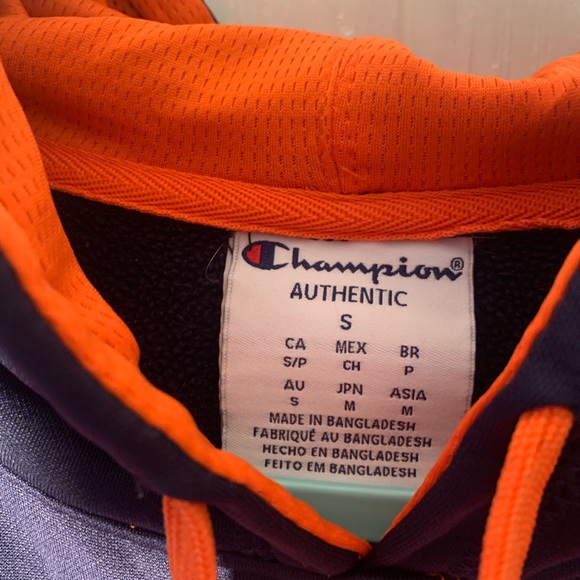 Champion®
AUTHENTIC
S
CA MEX BR
S/P CH P
AU JPN ASIA
S M M
MADE IN BANGLADESH
FABRIQUÉ AU BANGLADESH
HECHO EN BANGLADESH
FEITO EM BANGLADESH